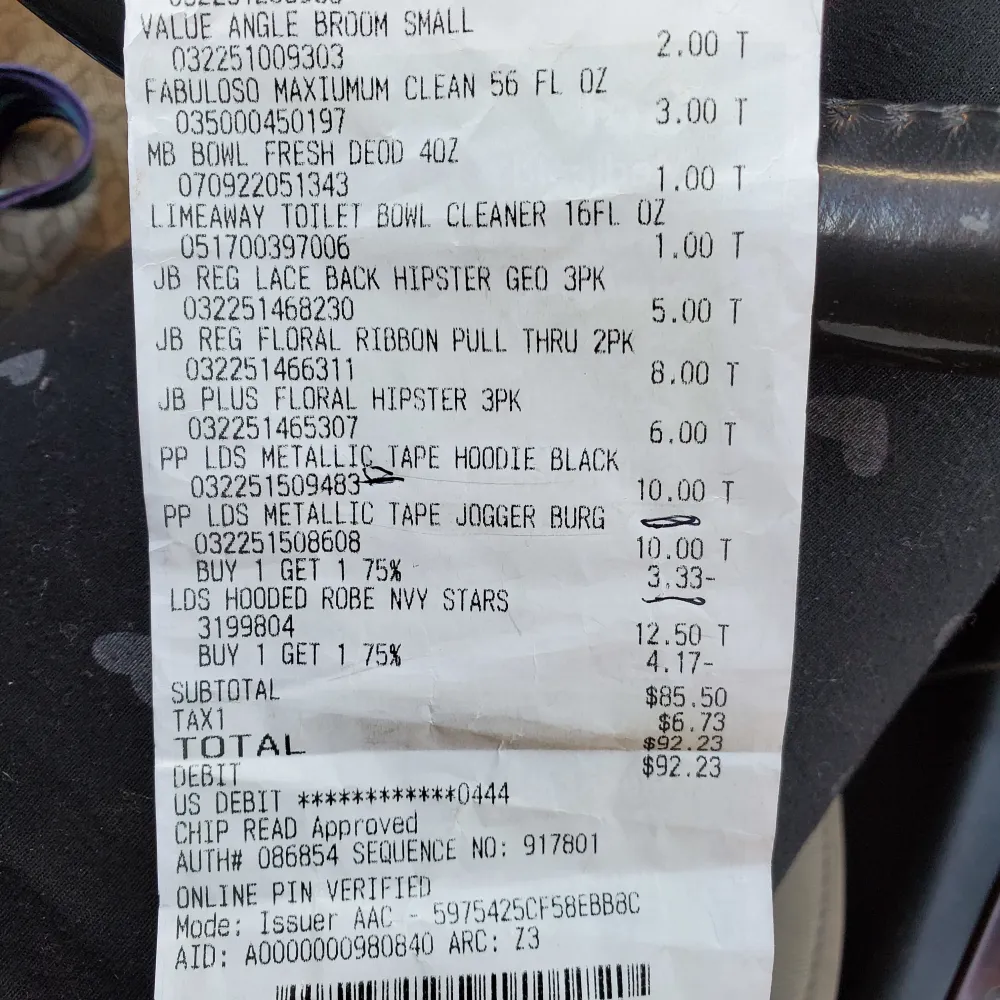 VALUE ANGLE BROOM SMALL
032251009303 2.00 T
FABULOSO MAXIUMUM CLEAN 56 FL OZ
035000450197 3.00 T
MB BOWL FRESH DEOD 4OZ
070922051343 1.00 T
LIMEAWAY TOILET BOWL CLEANER 16FL OZ
051700397006 1.00 T
JB REG LACE BACK HIPSTER GEO 3PK
032251468230 5.00 T
JB REG FLORAL RIBBON PULL THRU 2PK
032251466311 8.00 T
JB PLUS FLORAL HIPSTER 3PK
032251465307 6.00 T
PP LDS METALLIC TAPE HOODIE BLACK
032251509483 10.00 T
PP LDS METALLIC TAPE JOGGER BURG
032251508608 10.00 T
BUY 1 GET 1 75% 3.33-
LDS HOODED ROBE NVY STARS
3199804 12.50 T
BUY 1 GET 1 75% 4.17-
SUBTOTAL $85.50
TAX1 $6.73
TOTAL $92.23
DEBIT $92.23
US DEBIT ************0444
CHIP READ Approved
AUTH# 086854 SEQUENCE NO: 917801
ONLINE PIN VERIFIED
Mode: Issuer AAC - 5975425CF58EBB8C
AID: A0000000980840 ARC: Z3